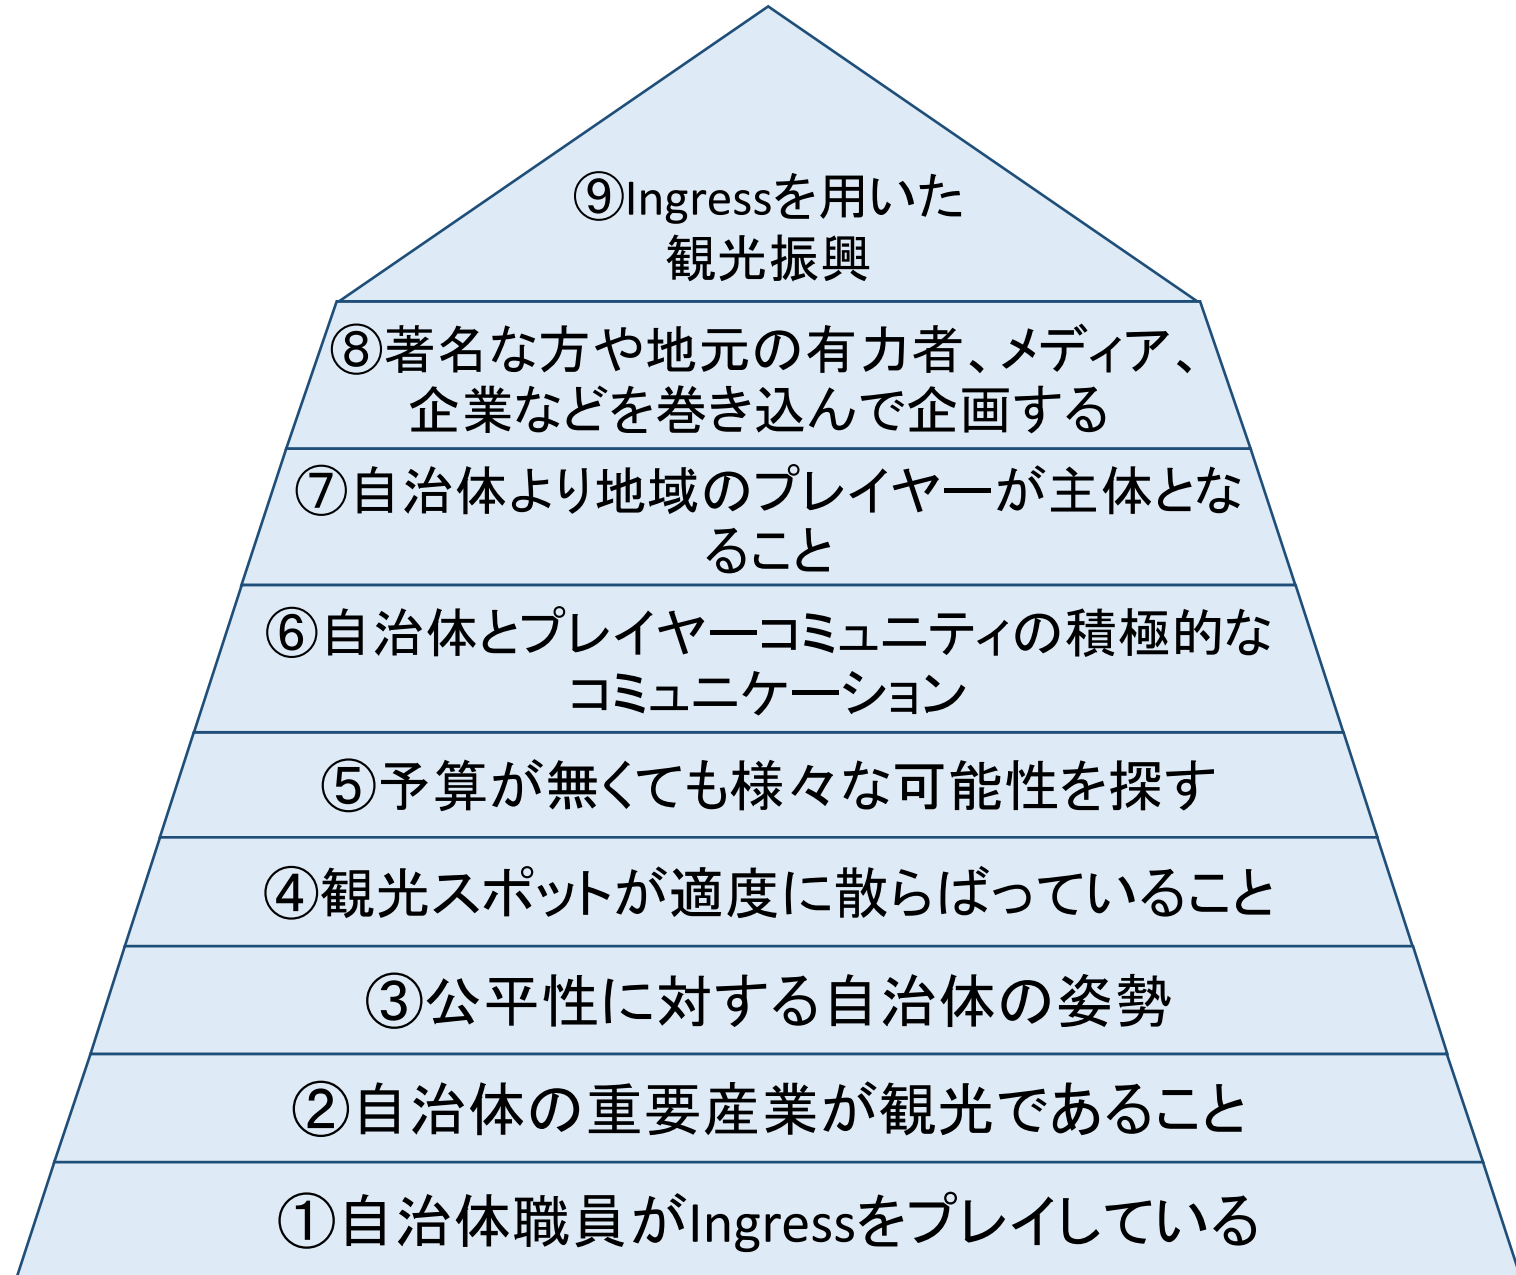 ⑨Ingressを用いた
観光振興
⑧著名な方や地元の有力者、メディア、
企業などを巻き込んで企画する
⑦自治体より地域のプレイヤーが主体とな
ること
⑥自治体とプレイヤーコミュニティの積極的な
コミュニケーション
⑤予算が無くても様々な可能性を探す
④観光スポットが適度に散らばっていること
③公平性に対する自治体の姿勢
②自治体の重要産業が観光であること
①自治体職員がIngressをプレイしている